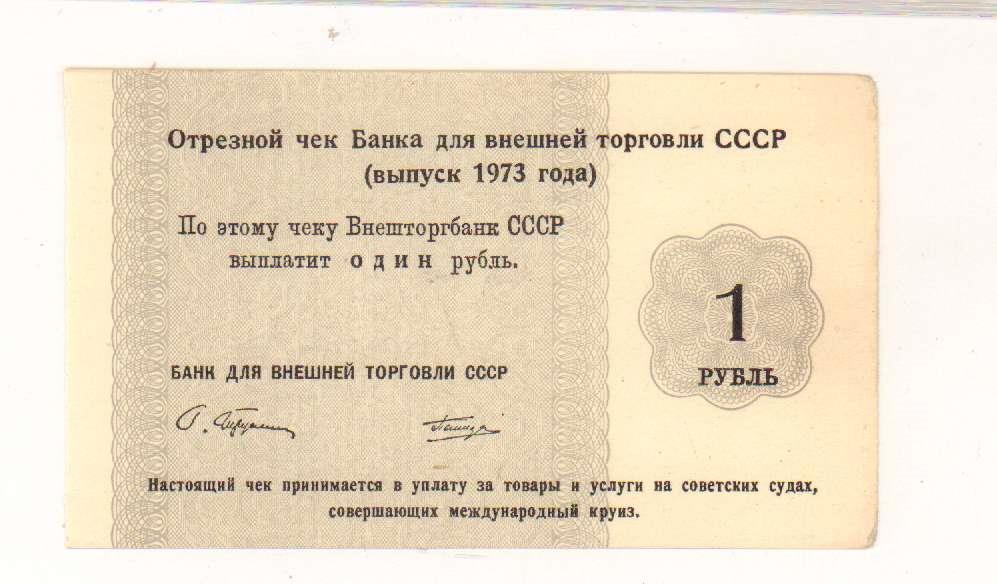 Отрезной чек Банка для внешней торговли СССР
(выпуск 1973 года)
По этому чеку Внешторгбанк СССР
выплатит один рубль.
1
РУБЛЬ
БАНК ДЛЯ ВНЕШНЕЙ ТОРГОВЛИ СССР
Настоящий чек принимается в уплату за товары и услуги на советских судах,
совершающих международный круиз.